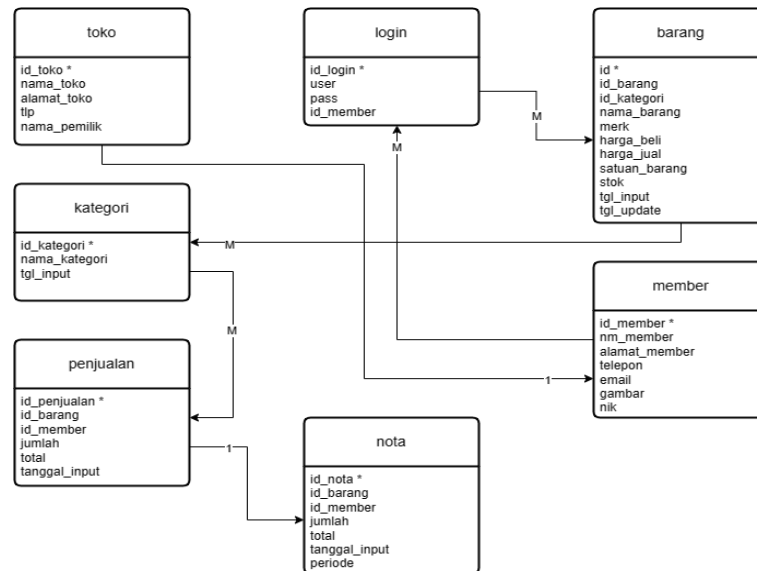 toko
id_toko *
nama_toko
alamat_toko
tlp
nama_pemilik
login
id_login *
user
pass
id_member
barang
id *
id_barang
id_kategori
nama_barang
merk
harga_beli
harga_jual
satuan_barang
stok
tgl_input
tgl_update
M
M
kategori
id_kategori *
nama_kategori
tgl_input
M
M
member
id_member *
nm_member
alamat_member
telepon
email
gambar
nik
1
penjualan
id_penjualan *
id_barang
id_member
jumlah
total
tanggal_input
1
nota
id_nota *
id_barang
id_member
jumlah
total
tanggal_input
periode